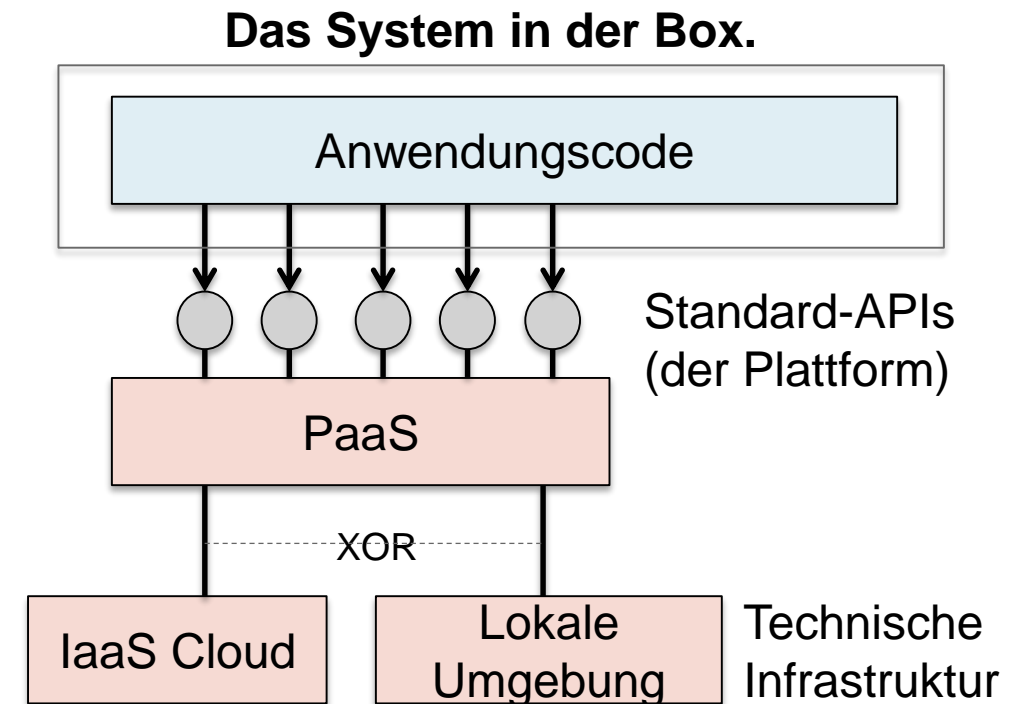 Das System in der Box.
Anwendungscode
Standard-APIs
(der Plattform)
PaaS
XOR
IaaS Cloud
Lokale
Umgebung
Technische
Infrastruktur